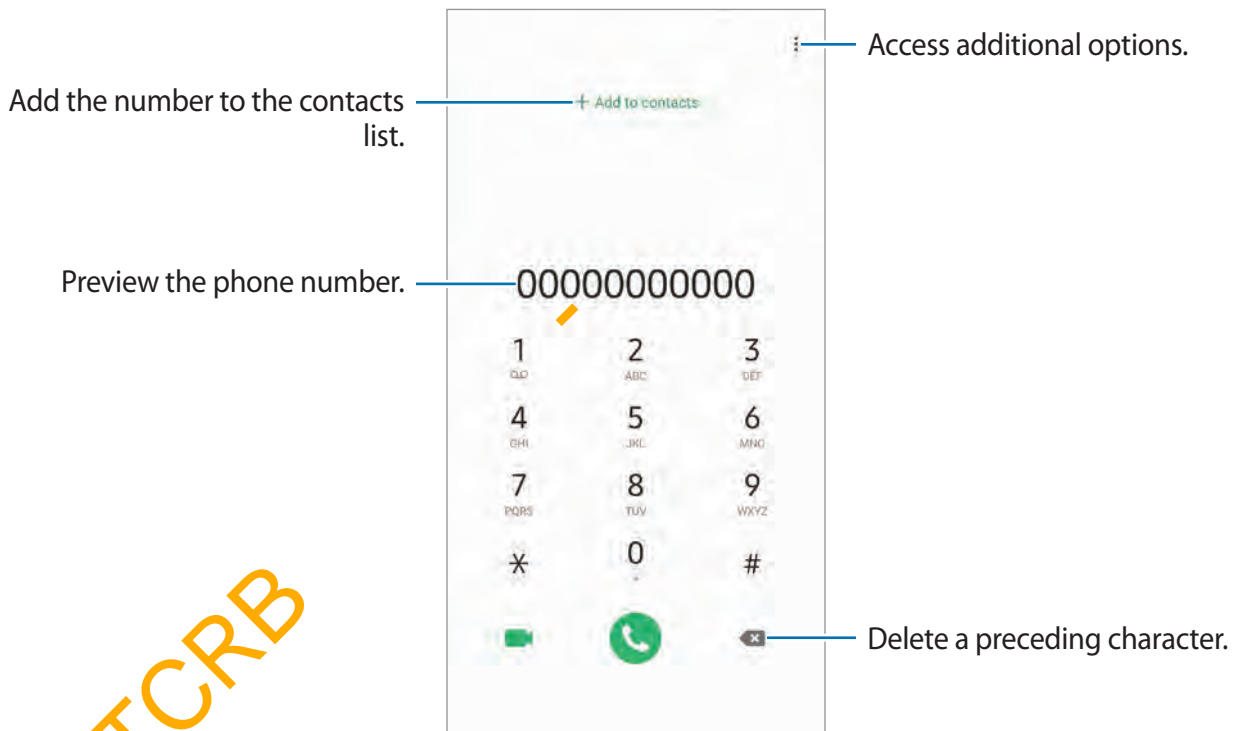 Access additional options.
Add the number to the contacts
list.
+ Add to contacts
Preview the phone number.
00000000000
1 2 3
ABC DEF
4 5 6
GHI JKL MNO
7 8 9
PQRS TUV WXYZ
* 0 #
Delete a preceding character.
TCRB